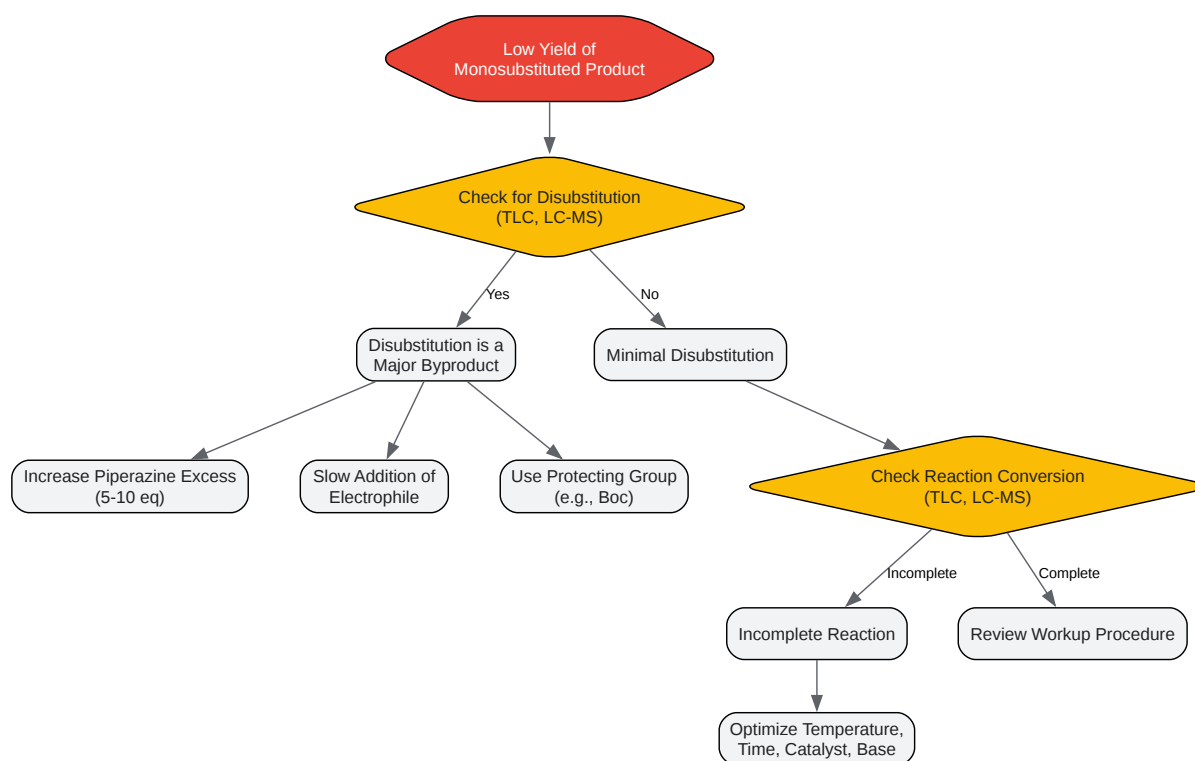 Low Yield of
Monosubstituted Product
Check for Disubstitution
(TLC, LC-MS)
Yes
No
Disubstitution is a
Major Byproduct
Minimal Disubstitution
Increase Piperazine Excess
(5-10 eq)
Slow Addition of
Electrophile
Use Protecting Group
(e.g., Boc)
Check Reaction Conversion
(TLC, LC-MS)
Incomplete
Complete
Incomplete Reaction
Review Workup Procedure
Optimize Temperature,
Time, Catalyst, Base